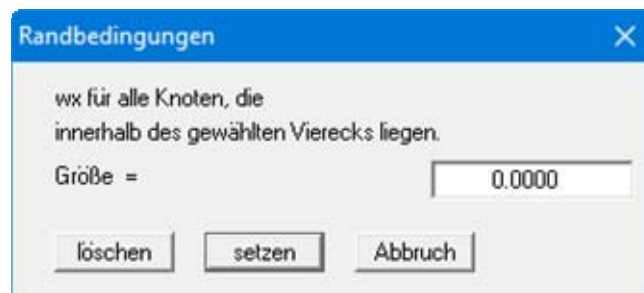 Randbedingungen
wx für alle Knoten, die
innerhalb des gewählten Vierecks liegen.
Größe = 0.0000
löschen setzen Abbruch